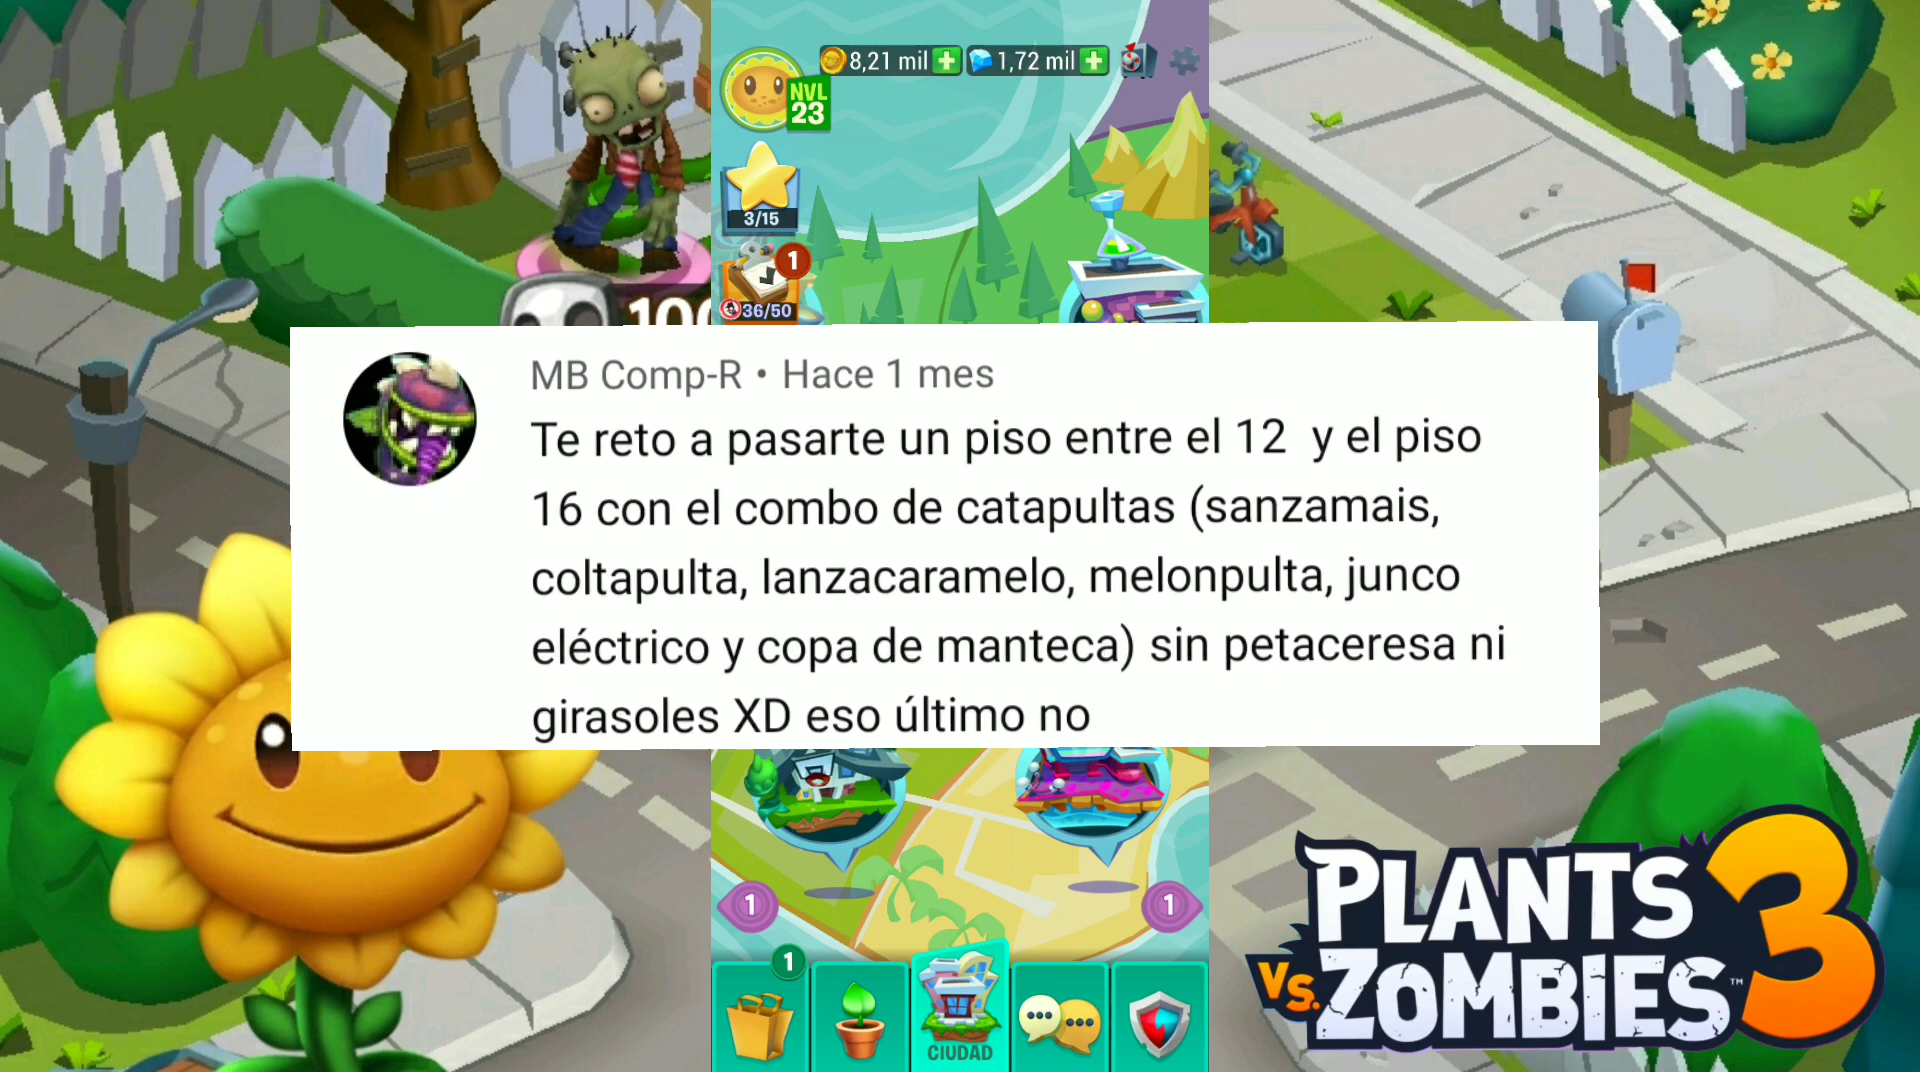 8,21 mil
1,72 mil
NVL
23
3/15
1
36/50
100
MB Comp-R • Hace 1 mes
Te reto a pasarte un piso entre el 12 y el piso
16 con el combo de catapultas (sanzamais,
coltapulta, lanzacaramelo, melonpulta, junco
eléctrico y copa de manteca) sin petaceresa ni
girasoles XD eso último no
1
1
1
CIUDAD
PLANTS
VS. ZOMBIES™
3